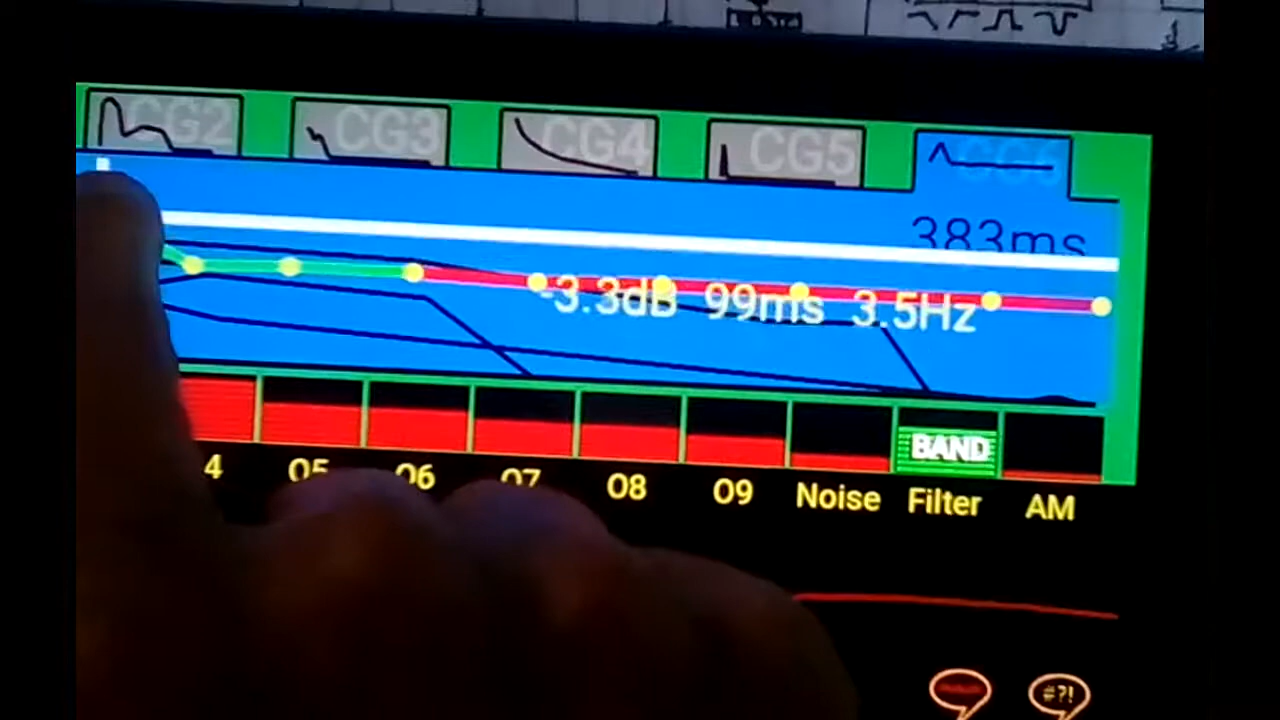 CG2 CG3 CG4 CG5 CG6
383ms
-3.3dB 99ms 3.5Hz
BAND
4 05 06 07 08 09 Noise Filter AM
#?!